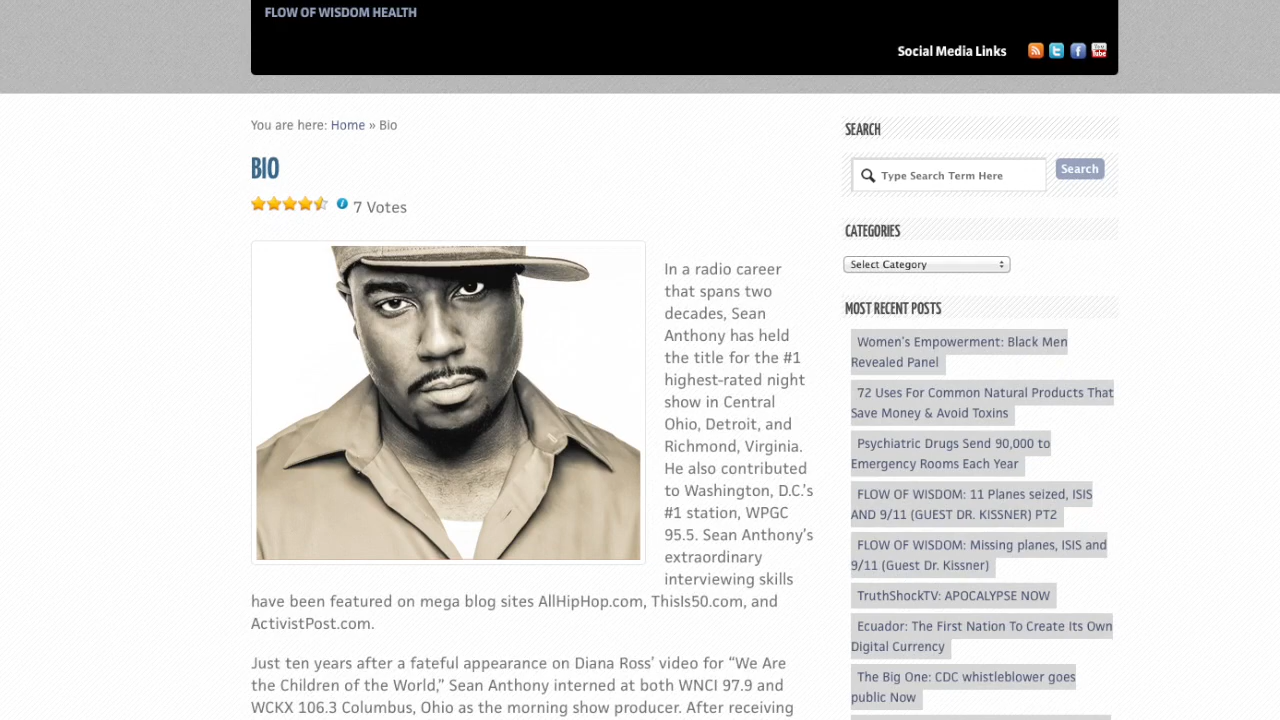 FLOW OF WISDOM HEALTH
Social Media Links
You Tube
You are here: Home » Bio
BIO
7 Votes
In a radio career
that spans two
decades, Sean
Anthony has held
the title for the #1
highest-rated night
show in Central
Ohio, Detroit, and
Richmond, Virginia.
He also contributed
to Washington, D.C.’s
#1 station, WPGC
95.5. Sean Anthony’s
extraordinary
interviewing skills
have been featured on mega blog sites AllHipHop.com, ThisIs50.com, and
ActivistPost.com.
Just ten years after a fateful appearance on Diana Ross’ video for “We Are
the Children of the World,” Sean Anthony interned at both WNCI 97.9 and
WCKX 106.3 Columbus, Ohio as the morning show producer. After receiving
SEARCH
Type Search Term Here
Search
CATEGORIES
Select Category
MOST RECENT POSTS
Women’s Empowerment: Black Men
Revealed Panel
72 Uses For Common Natural Products That
Save Money & Avoid Toxins
Psychiatric Drugs Send 90,000 to
Emergency Rooms Each Year
FLOW OF WISDOM: 11 Planes seized, ISIS
AND 9/11 (GUEST DR. KISSNER) PT2
FLOW OF WISDOM: Missing planes, ISIS and
9/11 (Guest Dr. Kissner)
TruthShockTV: APOCALYPSE NOW
Ecuador: The First Nation To Create Its Own
Digital Currency
The Big One: CDC whistleblower goes
public Now